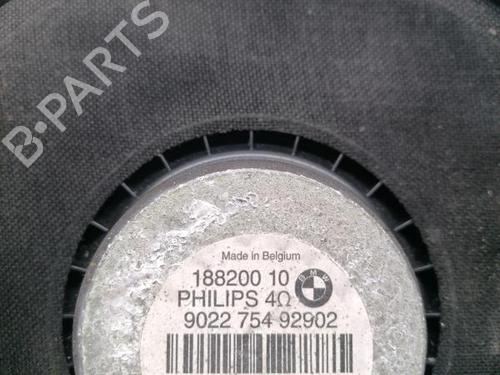 B-PARTS
Made in Belgium
188200 10
BMW
PHILIPS 4Ω
9022 754 92902